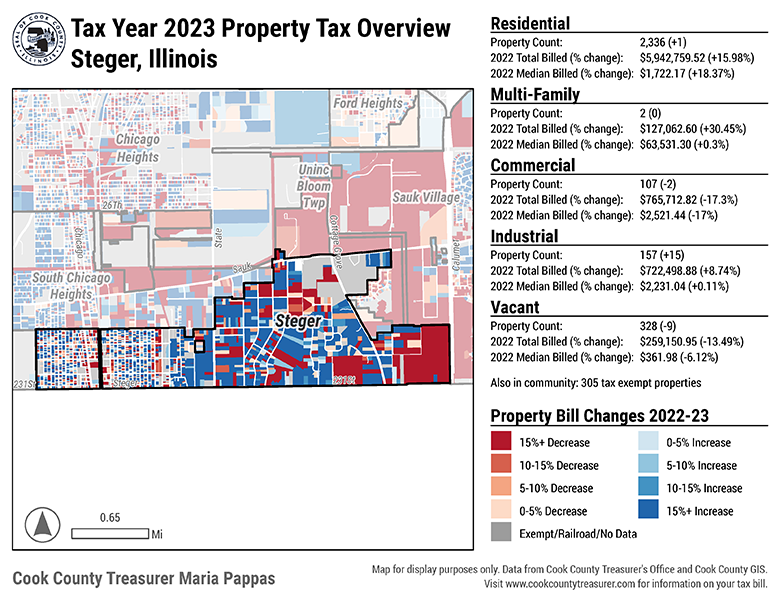 Tax Year 2023 Property Tax Overview
Steger, Illinois
SEAL OF COOK COUNTY
ILLINOIS
Ford Heights
Chicago
Heights
Uninc
Bloom
Twp
Sauk Village
26Th
Chicago
State
Cottage Grove
Calumet
Sauk
South Chicago
Heights
Steger
231St
Steger
231St
0.65
Mi
Residential
Property Count: 2,336 (+1)
2022 Total Billed (% change): $5,942,759.52 (+15.98%)
2022 Median Billed (% change): $1,722.17 (+18.37%)
Multi-Family
Property Count: 2 (0)
2022 Total Billed (% change): $127,062.60 (+30.45%)
2022 Median Billed (% change): $63,531.30 (+0.3%)
Commercial
Property Count: 107 (-2)
2022 Total Billed (% change): $765,712.82 (-17.3%)
2022 Median Billed (% change): $2,521.44 (-17%)
Industrial
Property Count: 157 (+15)
2022 Total Billed (% change): $722,498.88 (+8.74%)
2022 Median Billed (% change): $2,231.04 (+0.11%)
Vacant
Property Count: 328 (-9)
2022 Total Billed (% change): $259,150.95 (-13.49%)
2022 Median Billed (% change): $361.98 (-6.12%)
Also in community: 305 tax exempt properties
Property Bill Changes 2022-23
15%+ Decrease
10-15% Decrease
5-10% Decrease
0-5% Decrease
Exempt/Railroad/No Data
0-5% Increase
5-10% Increase
10-15% Increase
15%+ Increase
Cook County Treasurer Maria Pappas
Map for display purposes only. Data from Cook County Treasurer's Office and Cook County GIS.
Visit www.cookcountytreasurer.com for information on your tax bill.